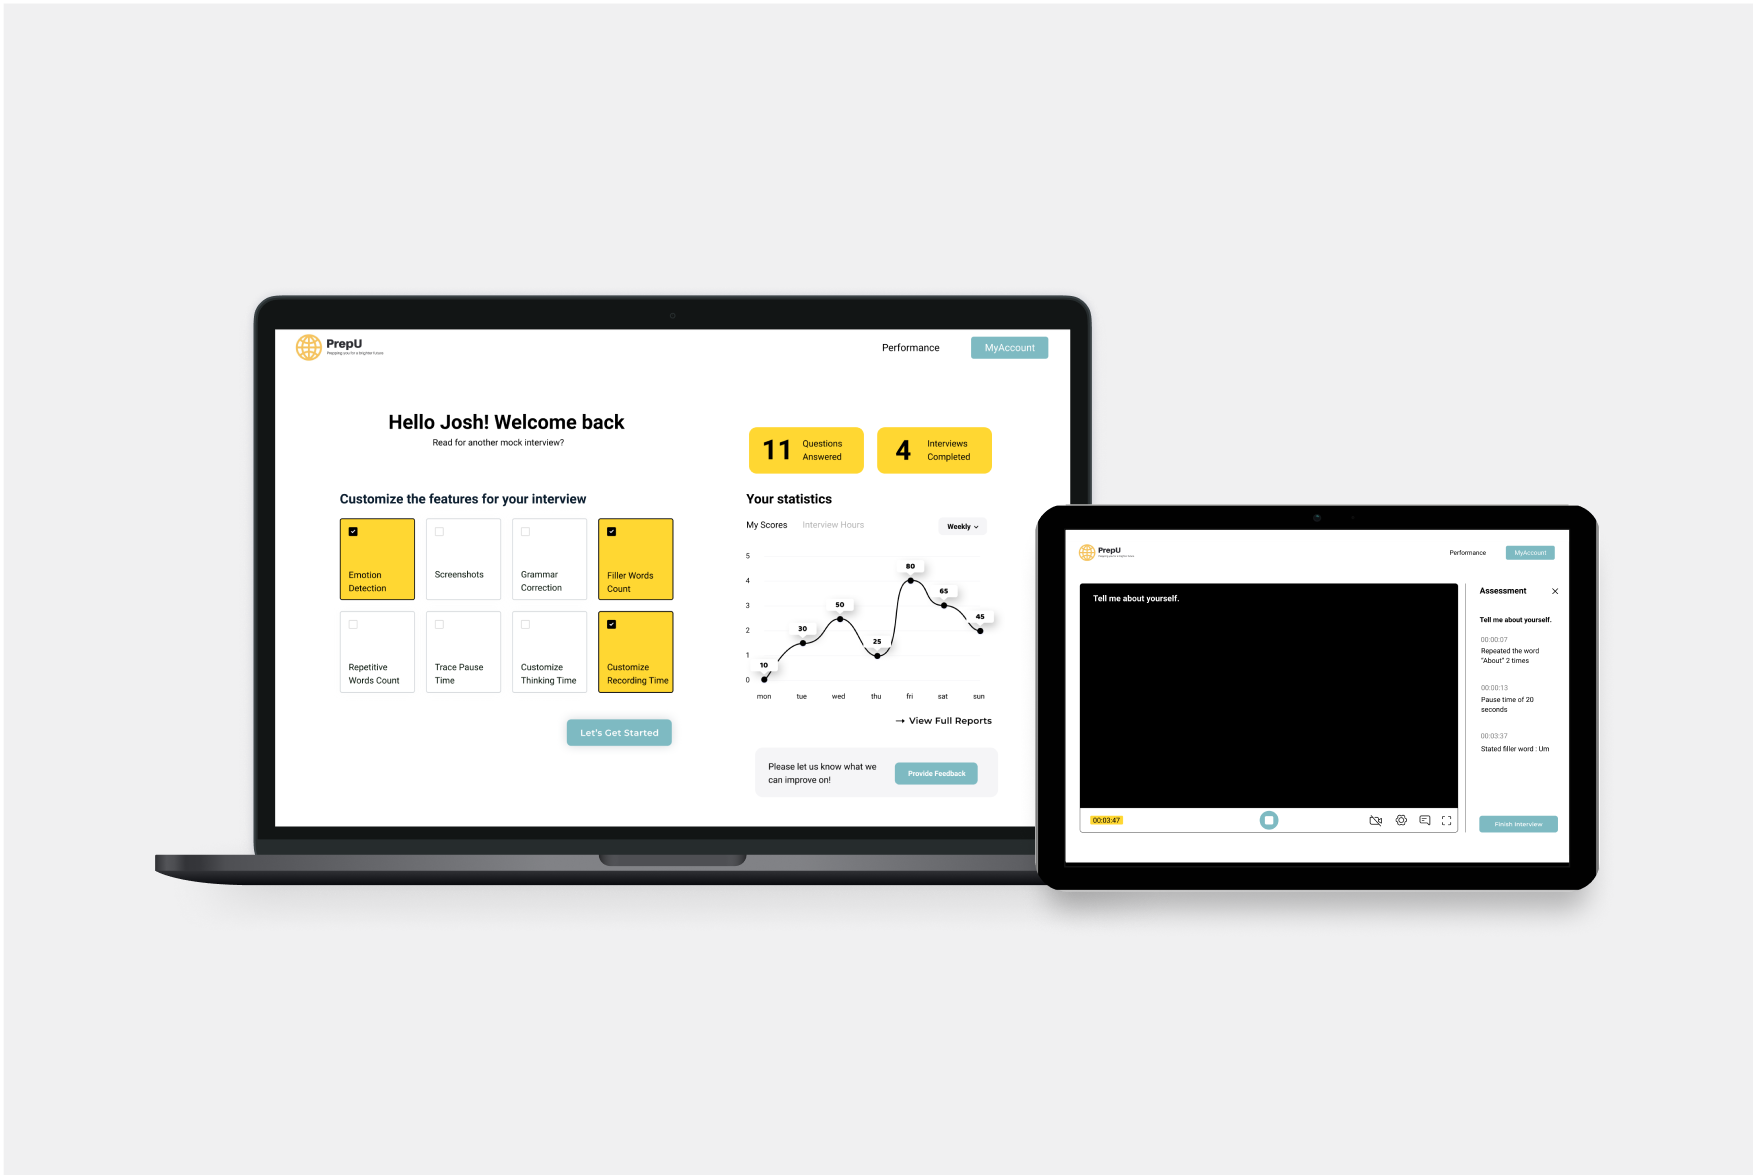 PrepU
Prepping you for a brighter future
Performance
MyAccount
Hello Josh! Welcome back
Read for another mock interview?
11
Questions
Answered
4
Interviews
Completed
Customize the features for your interview
Emotion
Detection
Screenshots
Grammar
Correction
Filler Words
Count
Repetitive
Words Count
Trace Pause
Time
Customize
Thinking Time
Customize
Recording Time
Let's Get Started
Your statistics
My Scores
Interview Hours
Weekly
5
4
3
2
1
0
10
30
50
25
80
65
45
mon
tue
wed
thu
fri
sat
sun
→ View Full Reports
Please let us know what we
can improve on!
Provide Feedback
PrepU
Prepping you for a brighter future
Performance
MyAccount
Tell me about yourself.
00:03:47
Assessment
Tell me about yourself.
00:00:07
Repeated the word
"About" 2 times
00:00:13
Pause time of 20
seconds
00:03:37
Stated filler word : Um
Finish Interview